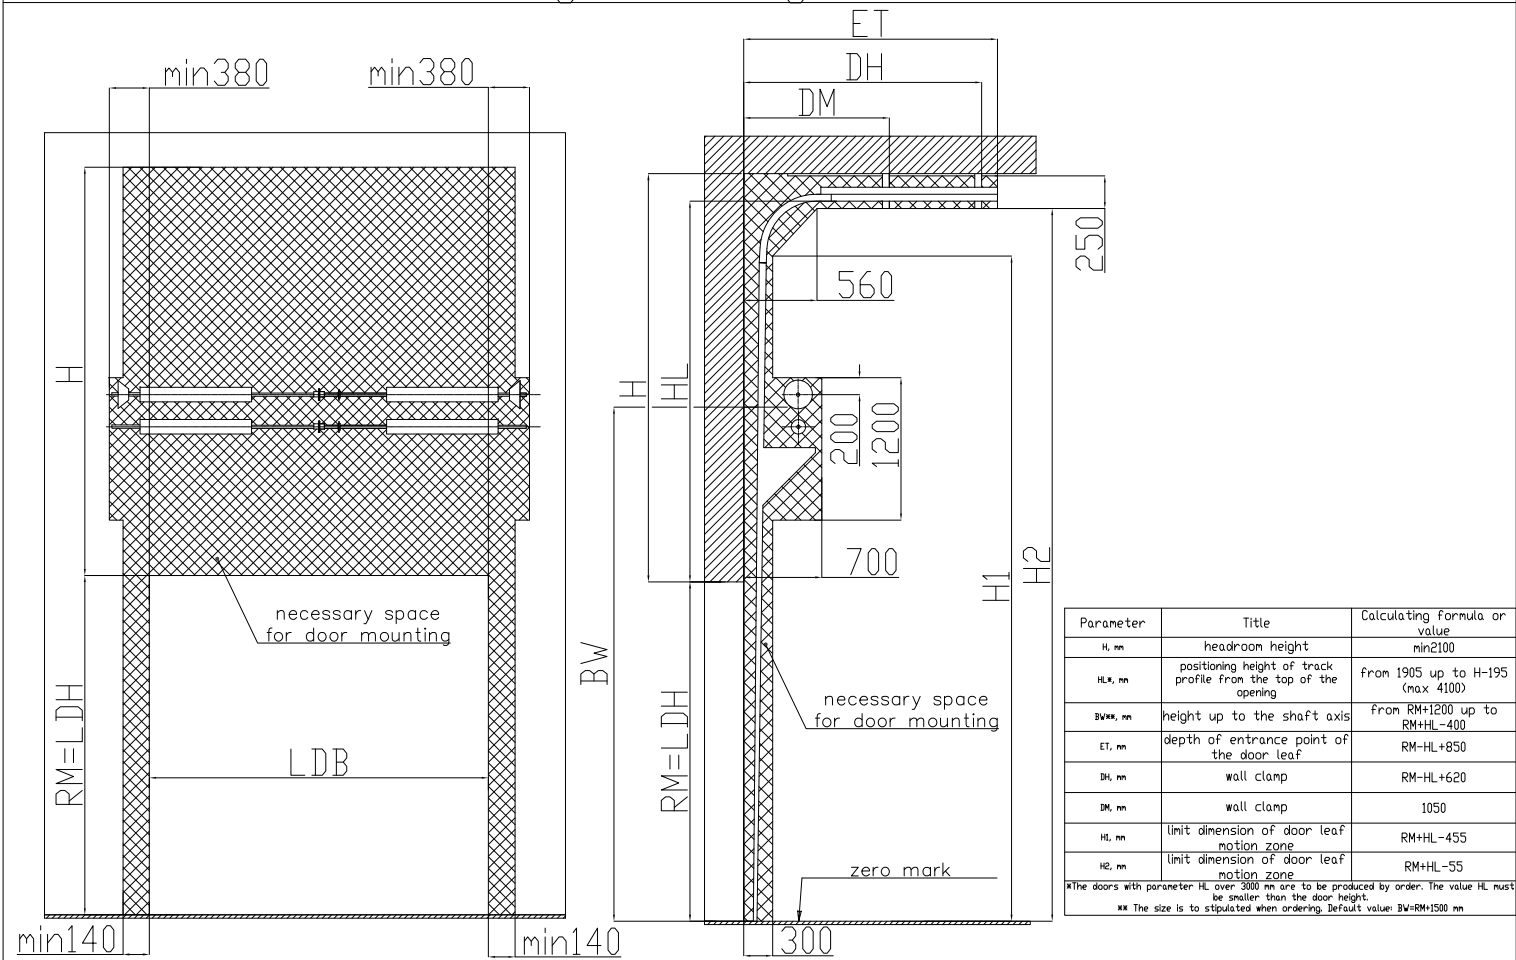 ET
DH
DM
min380
min380
250
560
H
H
HL
200
1200
700
H1
H2
necessary space
for door mounting
BW
necessary space
for door mounting
RM=LDH
LDB
RM=LDH
zero mark
min140
min140
300
Parameter Title Calculating formula or
value
H, mm headroom height min2100
HL*, mm positioning height of track
profile from the top of the
opening from 1905 up to H-195
(max 4100)
BW**, mm height up to the shaft axis from RM+1200 up to
RM+HL-400
ET, mm depth of entrance point of
the door leaf RM-HL+850
DH, mm wall clamp RM-HL+620
DM, mm wall clamp 1050
H1, mm limit dimension of door leaf
motion zone RM+HL-455
H2, mm limit dimension of door leaf
motion zone RM+HL-55
*The doors with parameter HL over 3000 mm are to be produced by order. The value HL must
be smaller than the door height.
** The size is to stipulated when ordering. Default value: BW=RM+1500 mm